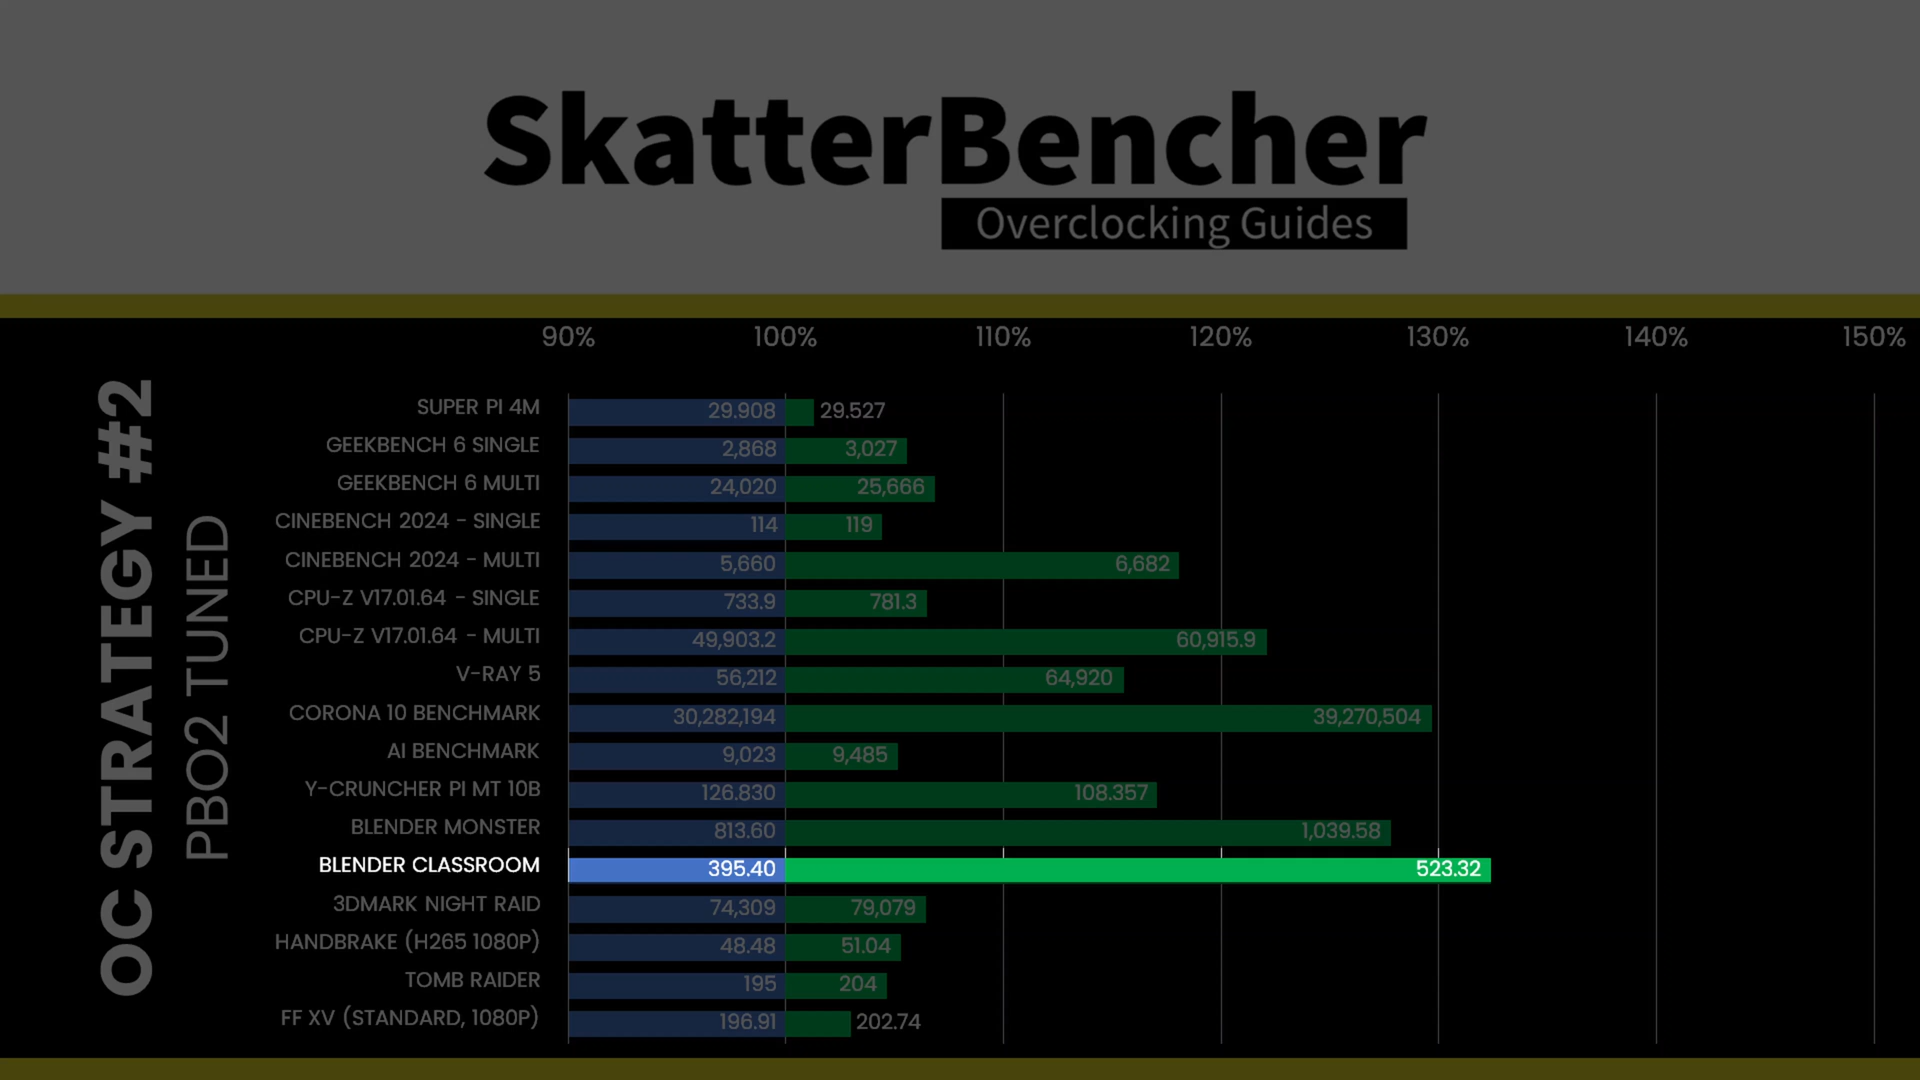 SkatterBencher
Overclocking Guides
90% 100% 110% 120% 130% 140% 150%
OC STRATEGY #2
PBO2 TUNED
SUPER PI 4M 29.908 29.527
GEEKBENCH 6 SINGLE 2,868 3,027
GEEKBENCH 6 MULTI 24,020 25,666
CINEBENCH 2024 - SINGLE 114 119
CINEBENCH 2024 - MULTI 5,660 6,682
CPU-Z V17.01.64 - SINGLE 733.9 781.3
CPU-Z V17.01.64 - MULTI 49,903.2 60,915.9
V-RAY 5 56,212 64,920
CORONA 10 BENCHMARK 30,282,194 39,270,504
AI BENCHMARK 9,023 9,485
Y-CRUNCHER PI MT 10B 126.830 108.357
BLENDER MONSTER 813.60 1,039.58
BLENDER CLASSROOM 395.40 523.32
3DMARK NIGHT RAID 74,309 79,079
HANDBRAKE (H265 1080P) 48.48 51.04
TOMB RAIDER 195 204
FF XV (STANDARD, 1080P) 196.91 202.74